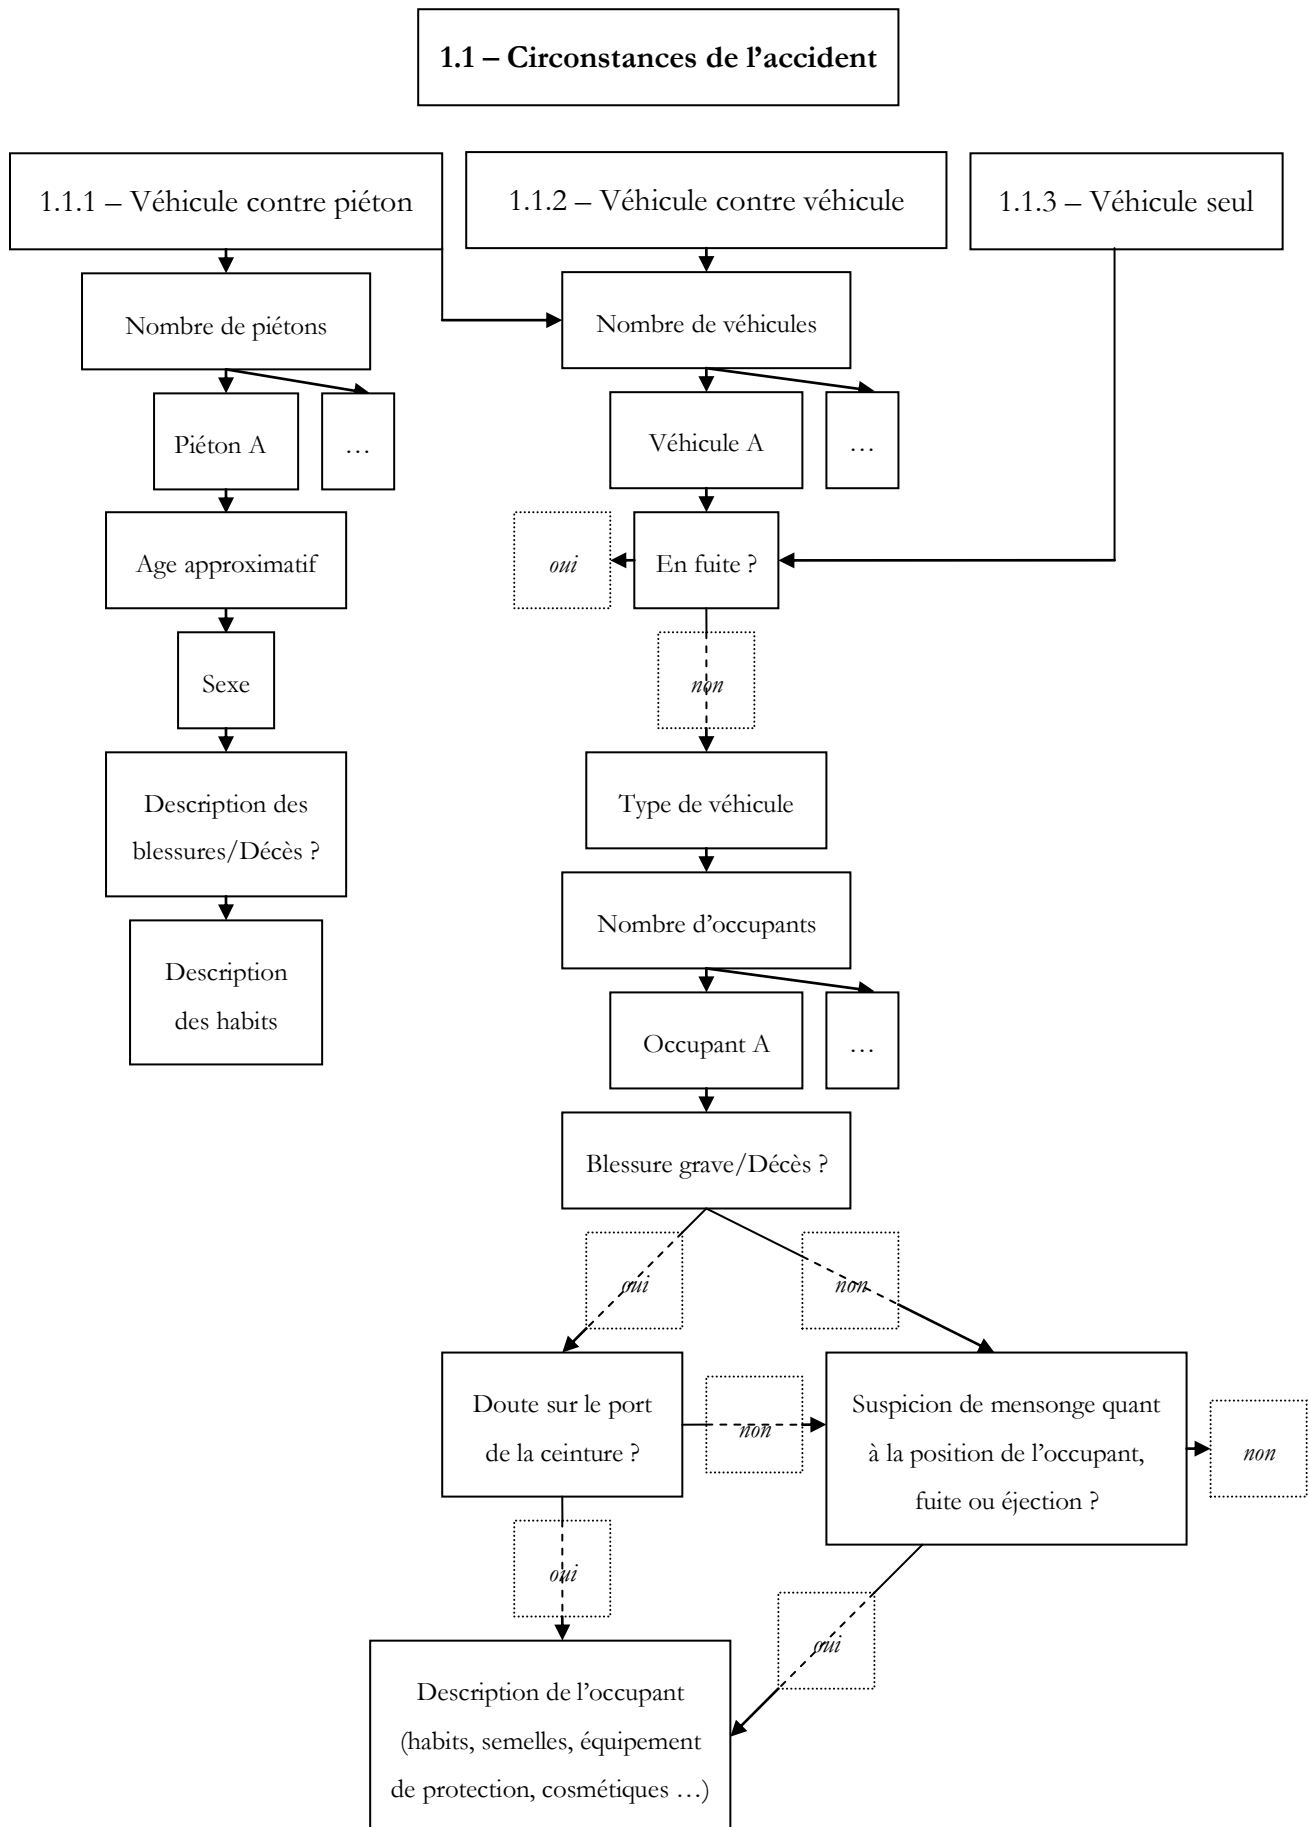 1.1 – Circonstances de l’accident
1.1.1 – Véhicule contre piéton
1.1.2 – Véhicule contre véhicule
1.1.3 – Véhicule seul
Nombre de piétons
Nombre de véhicules
Piéton A
…
Véhicule A
…
Age approximatif
oui
En fuite ?
Sexe
non
Description des
blessures/Décès ?
Type de véhicule
Description
des habits
Nombre d’occupants
Occupant A
…
Blessure grave/Décès ?
oui
non
Doute sur le port
de la ceinture ?
non
Suspicion de mensonge quant
à la position de l’occupant,
fuite ou éjection ?
non
oui
oui
Description de l’occupant
(habits, semelles, équipement
de protection, cosmétiques …)